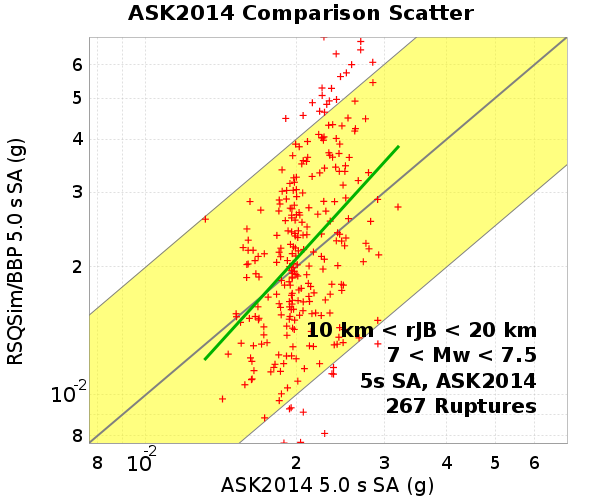 ASK2014 Comparison Scatter
RSQSim/BBP 5.0 s SA (g)
6
5
4
3
2
10-2
8
10 km < rJB < 20 km
7 < Mw < 7.5
5s SA, ASK2014
267 Ruptures
8 10-2 2 3 4 5 6
ASK2014 5.0 s SA (g)